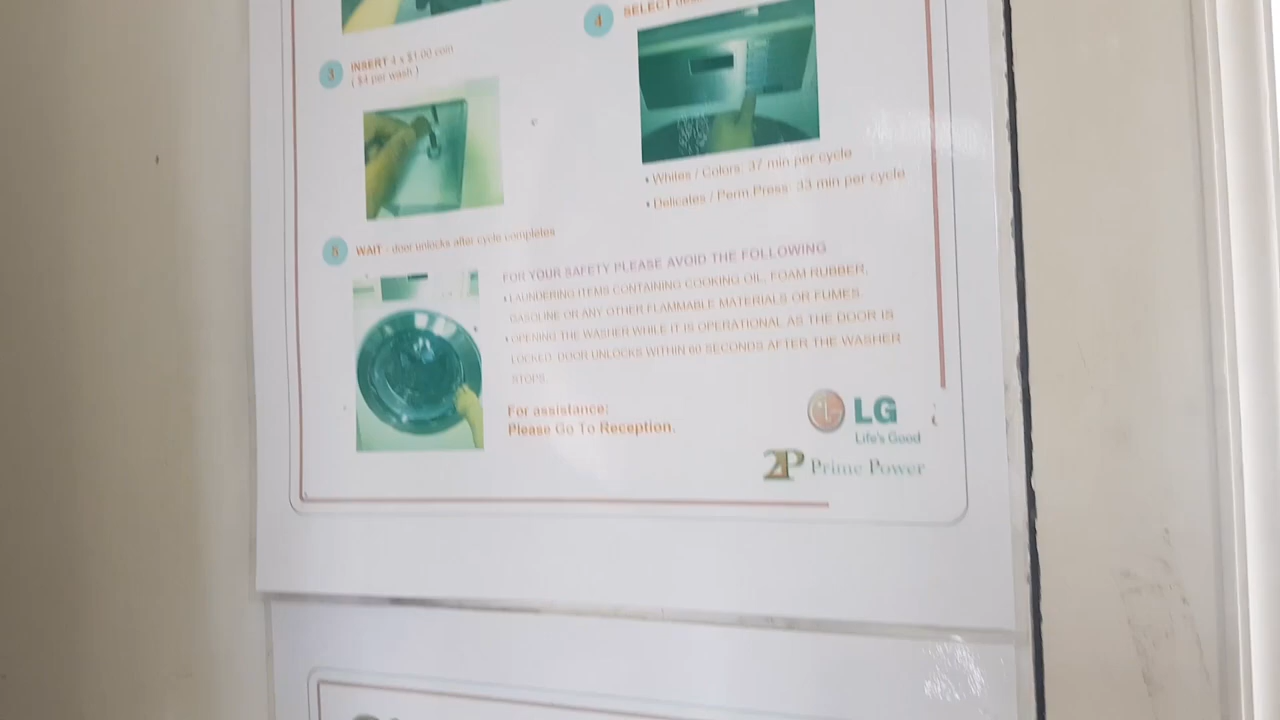 4 SELECT
3 INSERT 4 x $1.00 coin
( $4 per wash )
• Whites / Colors: 37 min per cycle
• Delicates / Perm.Press: 33 min per cycle
5 WAIT - door unlocks after cycle completes
FOR YOUR SAFETY PLEASE AVOID THE FOLLOWING
• LAUNDERING ITEMS CONTAINING COOKING OIL, FOAM RUBBER,
GASOLINE OR ANY OTHER FLAMMABLE MATERIALS OR FUMES.
• OPENING THE WASHER WHILE IT IS OPERATIONAL AS THE DOOR IS
LOCKED. DOOR UNLOCKS WITHIN 60 SECONDS AFTER THE WASHER
STOPS.
For assistance:
Please Go To Reception.
LG
Life's Good
2P Prime Power